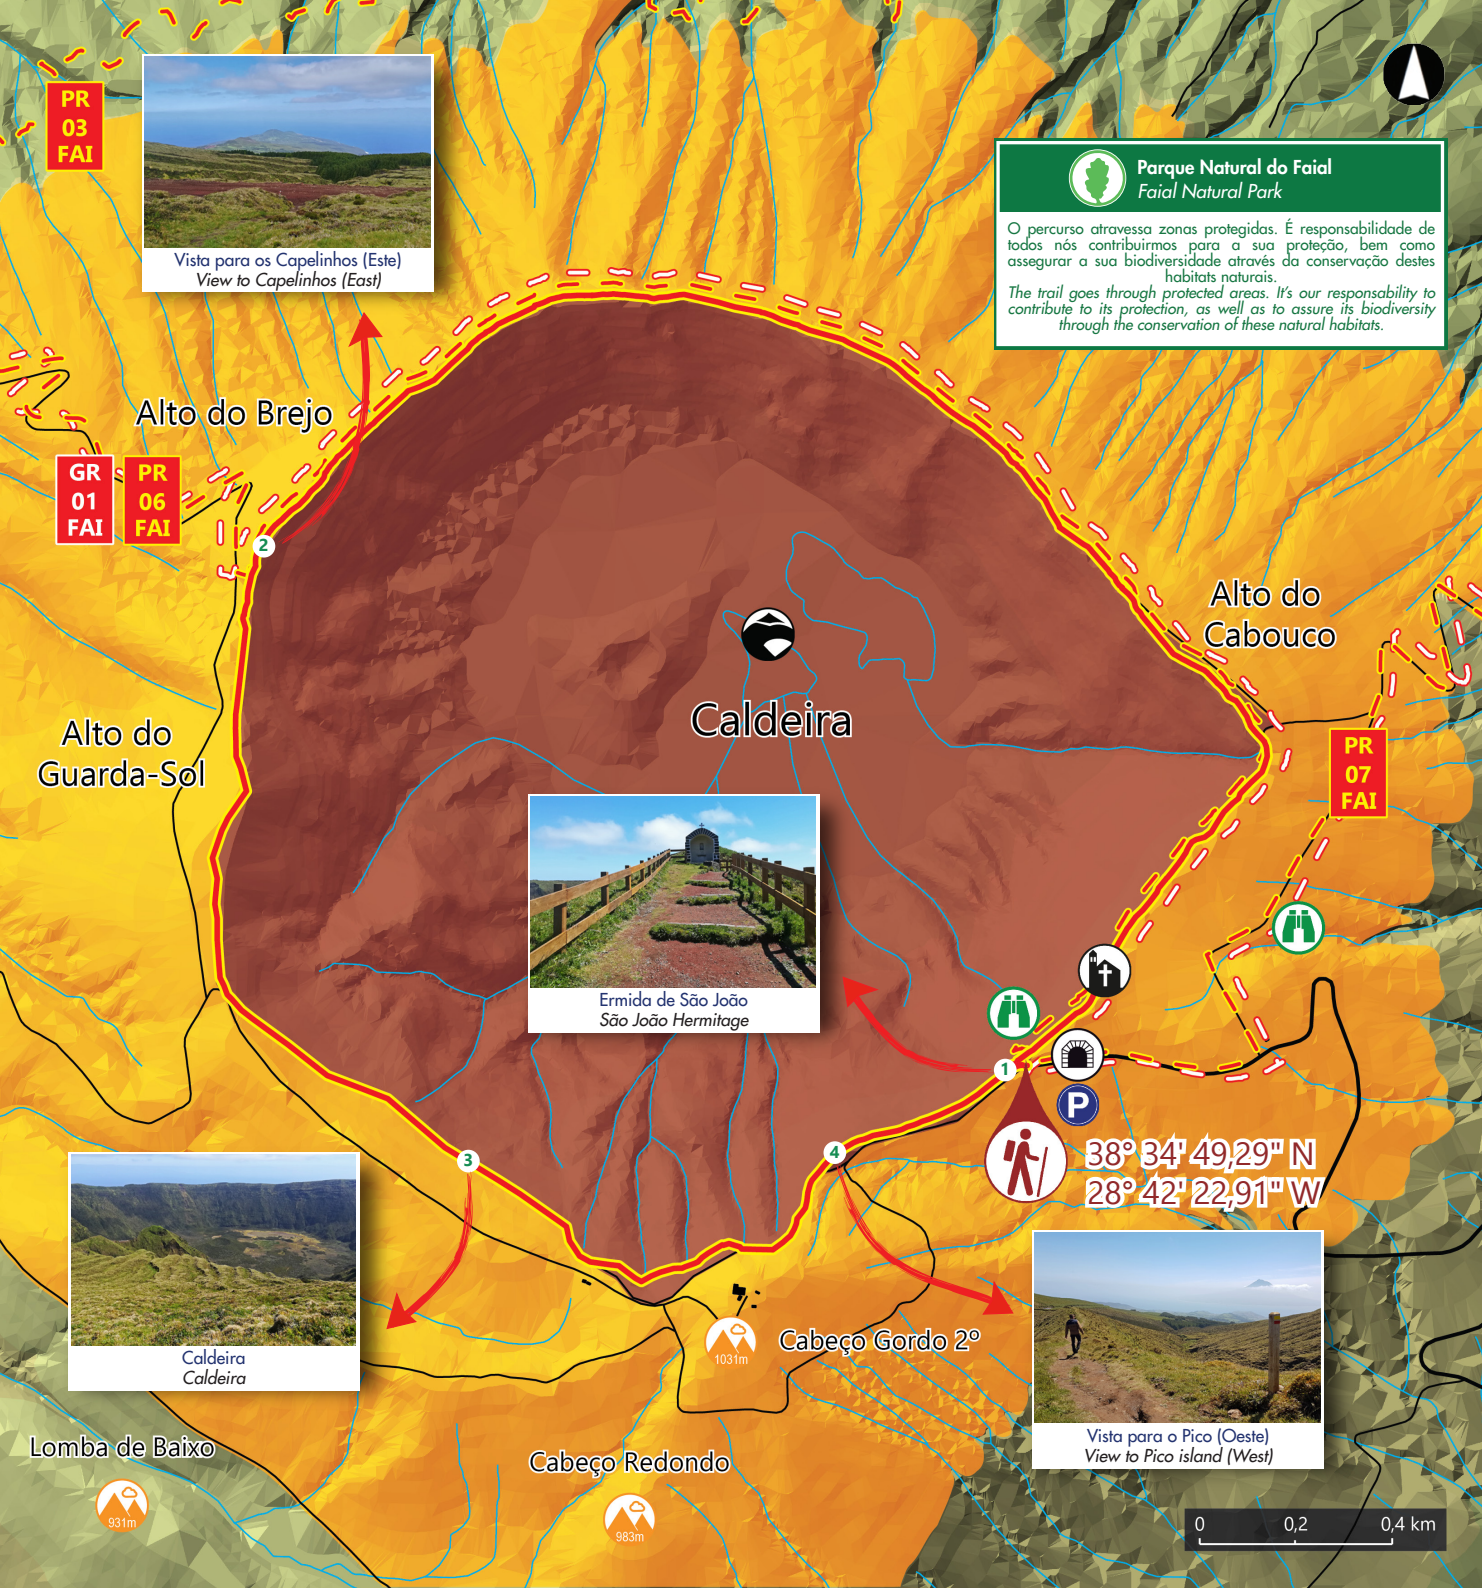 PR
03
FAI
Vista para os Capelinhos (Este)
View to Capelinhos (East)
Parque Natural do Faial
Faial Natural Park
O percurso atravessa zonas protegidas. É responsabilidade de
todos nós contribuirmos para a sua proteção, bem como
assegurar a sua biodiversidade através da conservação destes
habitats naturais.
The trail goes through protected areas. It's our responsability to
contribute to its protection, as well as to assure its biodiversity
through the conservation of these natural habitats.
Alto do Brejo
GR
01
FAI
PR
06
FAI
2
Alto do
Cabouco
Alto do
Guarda-Sol
Caldeira
PR
07
FAI
Ermida de São João
São João Hermitage
1
P
38° 34' 49,29" N
28° 42' 22,91" W
3
4
Caldeira
Caldeira
1031m
Cabeço Gordo 2º
Vista para o Pico (Oeste)
View to Pico island (West)
Lomba de Baixo
931m
Cabeço Redondo
983m
0 0,2 0,4 km